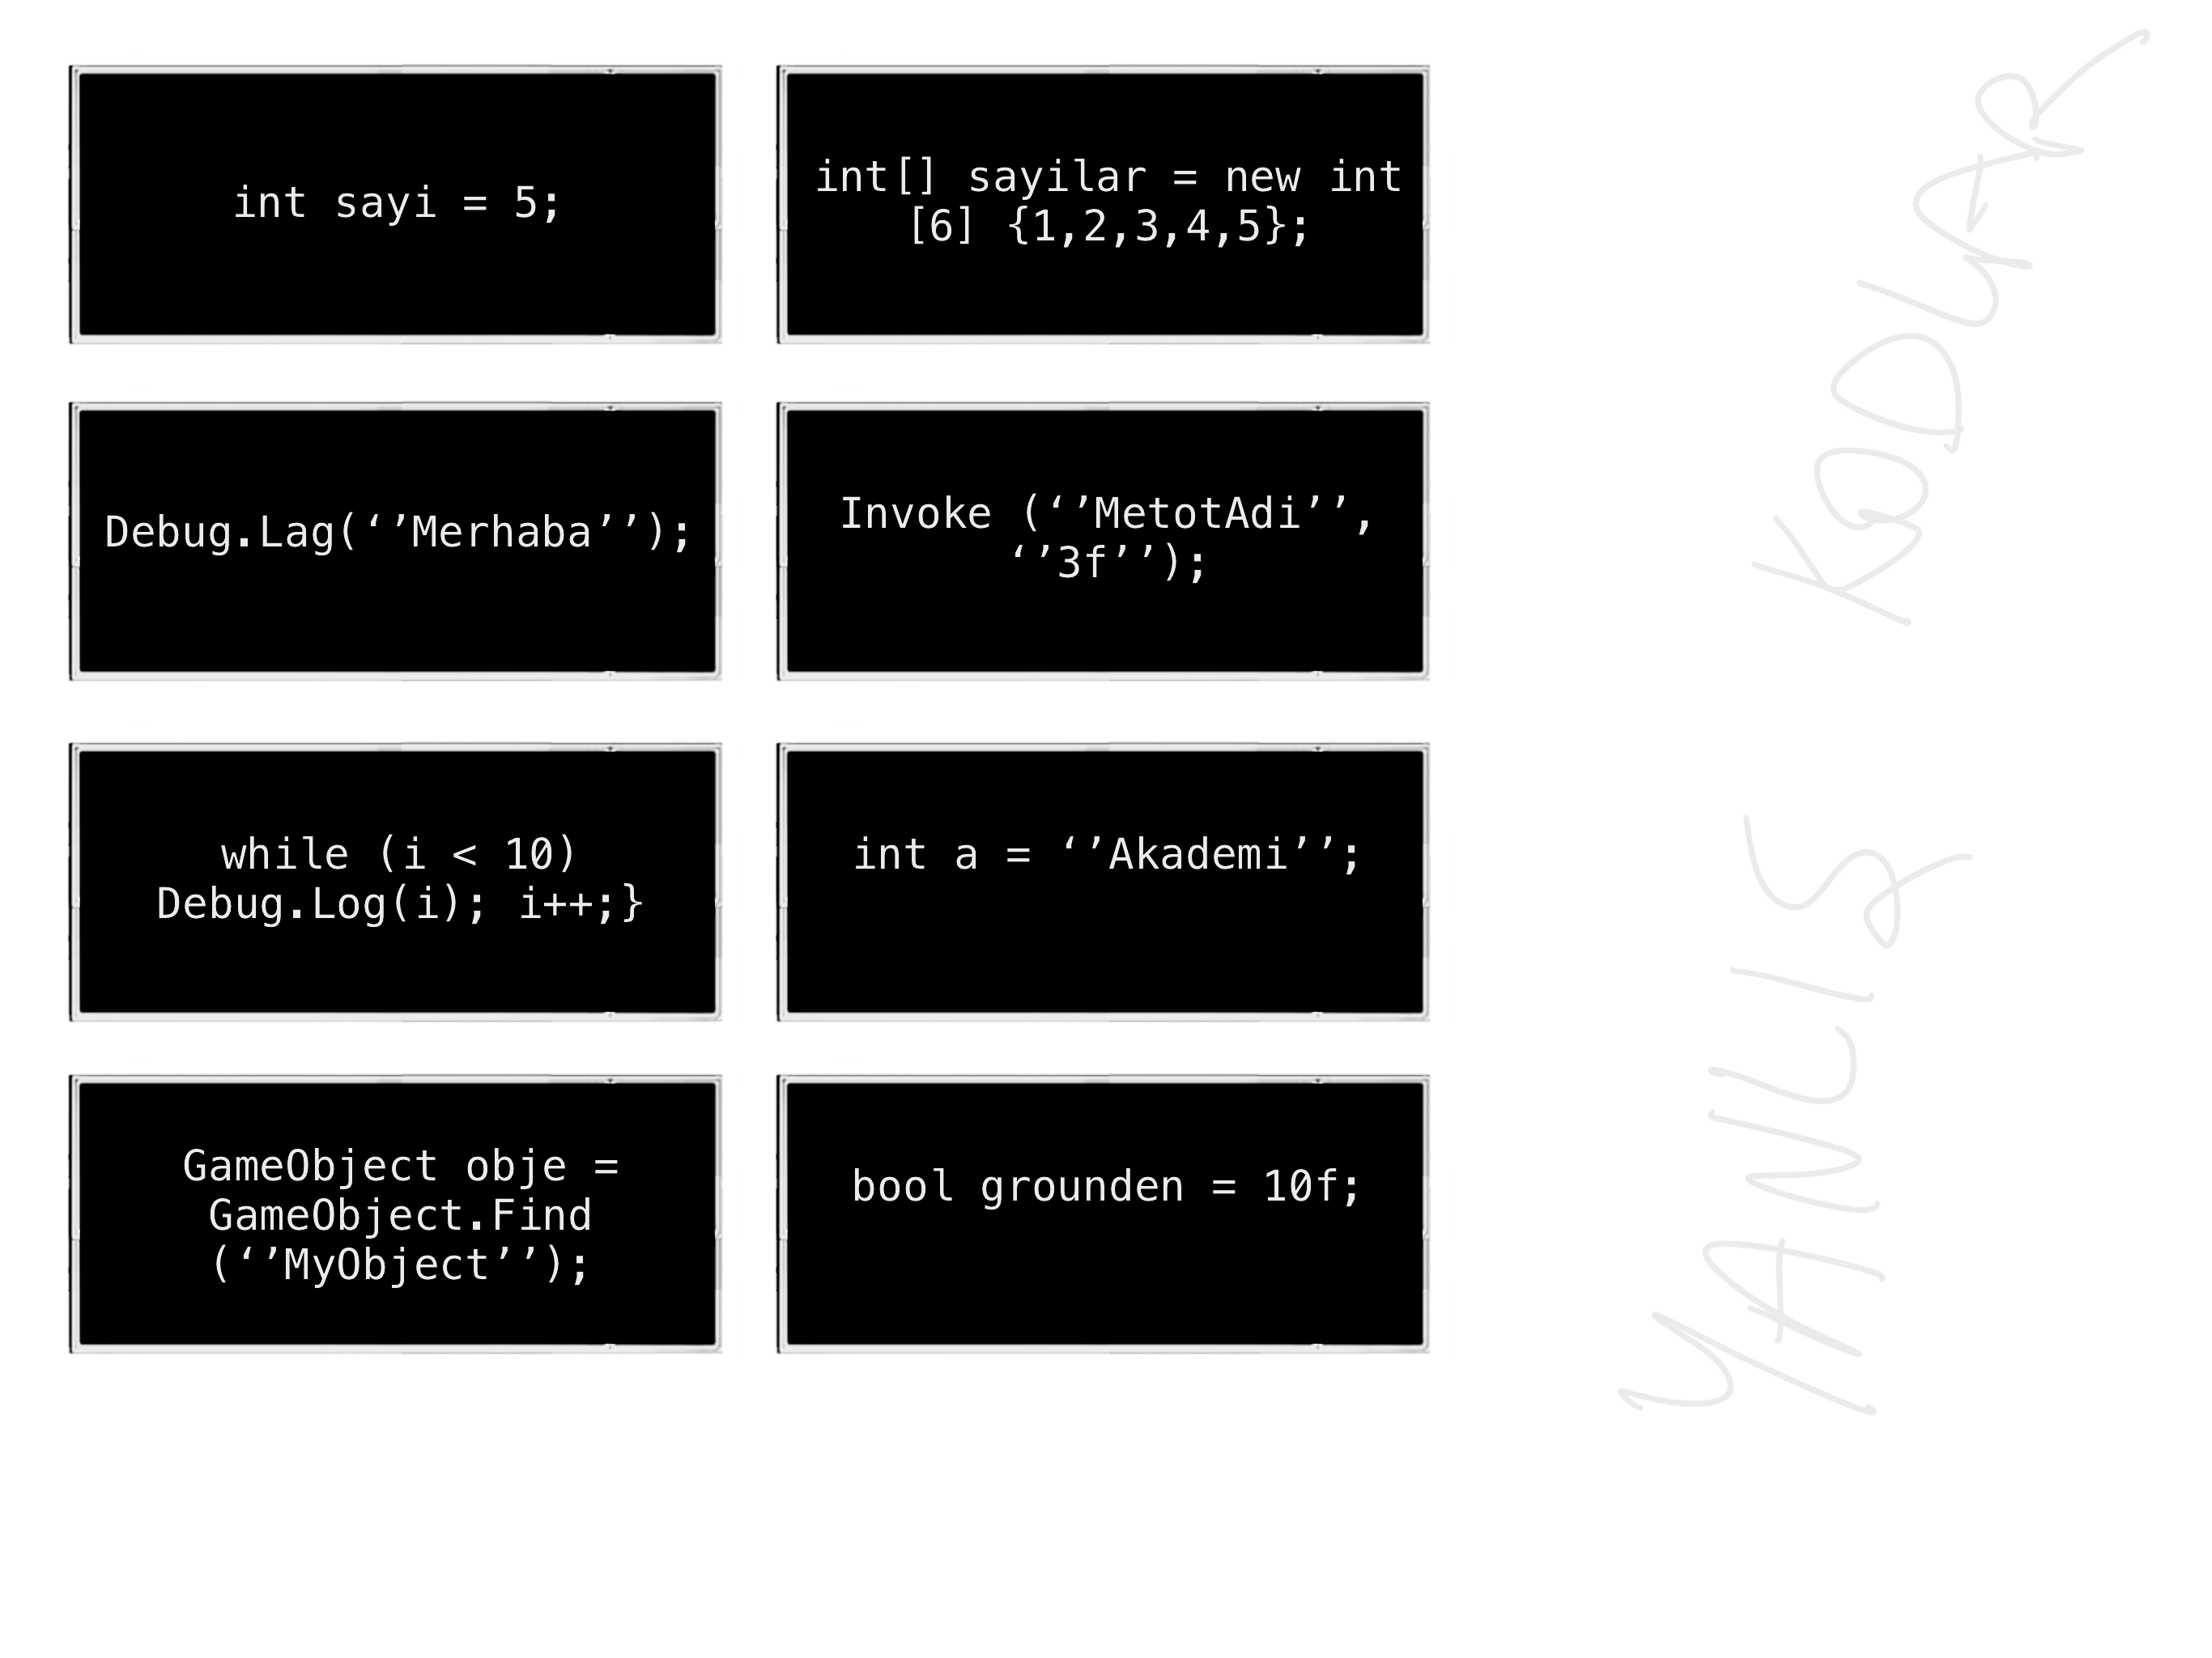 int sayi = 5;
int[] sayilar = new int
[6] {1,2,3,4,5};
Debug.Lag(‘’Merhaba’’);
Invoke (‘’MetotAdi’’,
‘’3f’’);
while (i < 10)
Debug.Log(i); i++;}
int a = ‘’Akademi’’;
GameObject obje =
GameObject.Find
(‘’MyObject’’);
bool grounden = 10f;
YANLIŞ
KODLAR